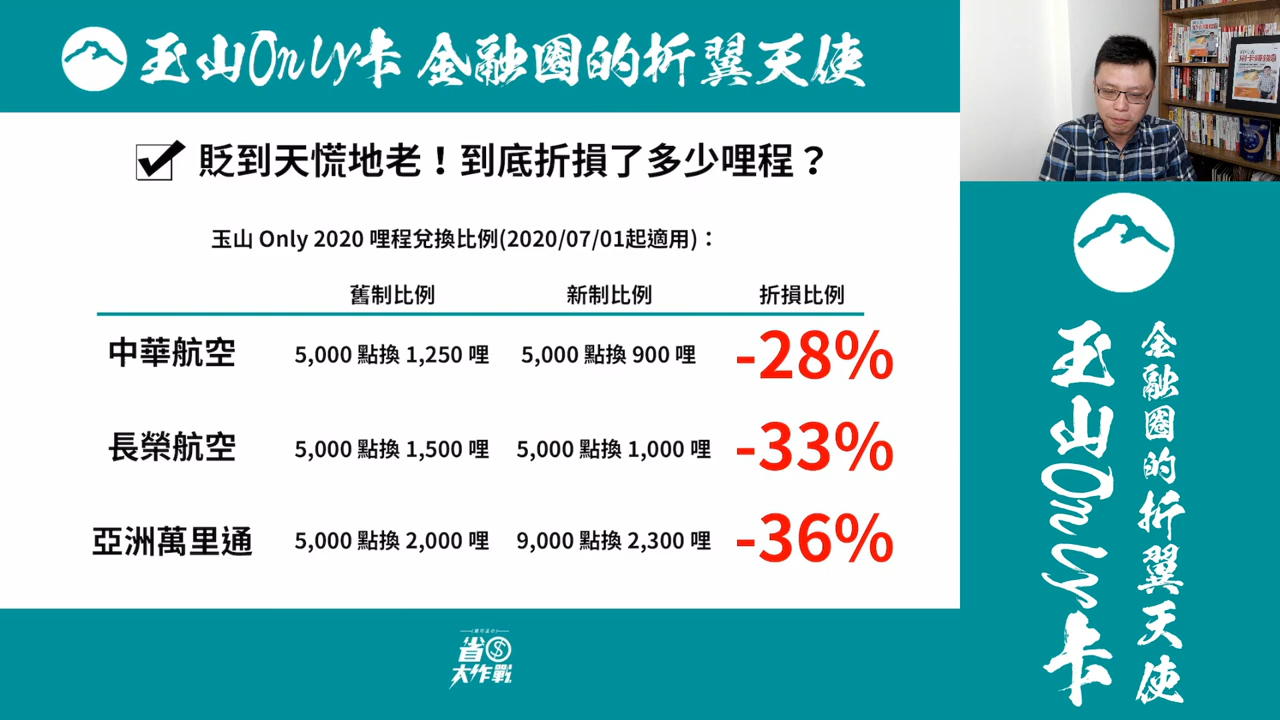 玉山Only卡 金融圈的折翼天使
貶到天慌地老！到底折損了多少哩程？
玉山 Only 2020 哩程兌換比例(2020/07/01起適用)：
舊制比例 新制比例 折損比例
中華航空 5,000 點換 1,250 哩 5,000 點換 900 哩 -28%
長榮航空 5,000 點換 1,500 哩 5,000 點換 1,000 哩 -33%
亞洲萬里通 5,000 點換 2,000 哩 9,000 點換 2,300 哩 -36%
省
大作戰
金融圈的折翼天使
玉山Only卡